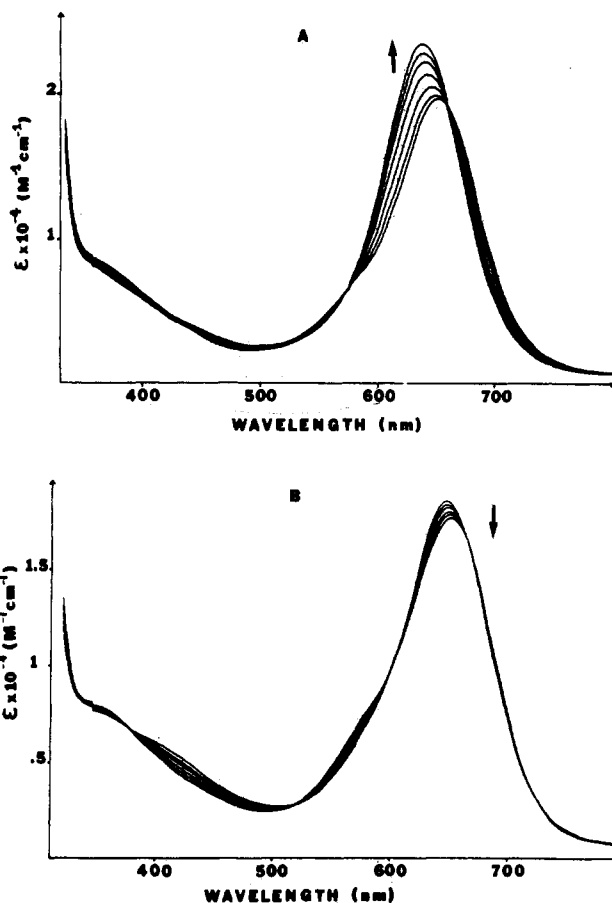 A
2
1
ε x10⁻⁴ (M⁻¹cm⁻¹)
400 500 600 700
WAVELENGTH (nm)
B
1.5
1
.5
ε x10⁻⁴ (M⁻¹cm⁻¹)
400 500 600 700
WAVELENGTH (nm)